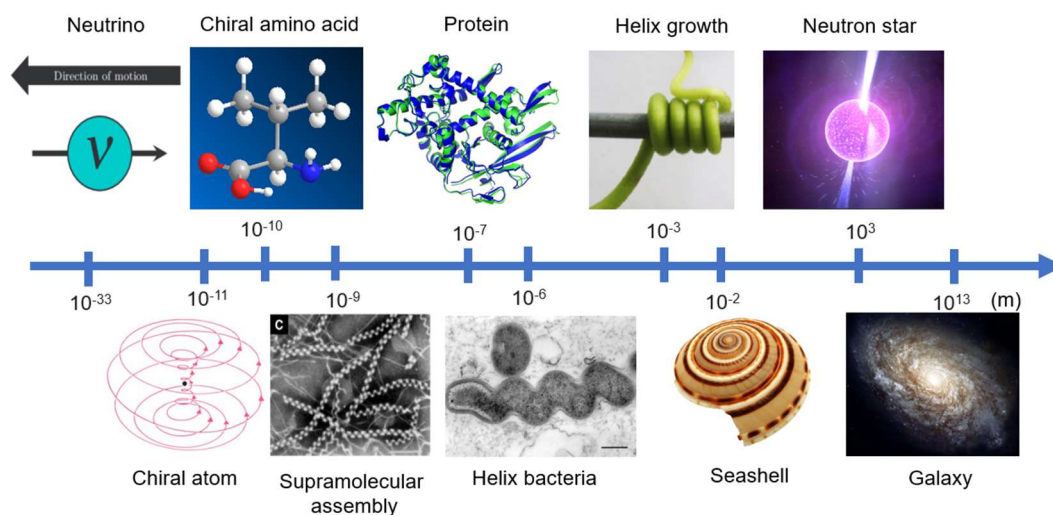 Neutrino
Chiral amino acid
Protein
Helix growth
Neutron star
Direction of motion
ν
10⁻¹⁰
10⁻⁷
10⁻³
10³
10⁻³³
10⁻¹¹
10⁻⁹
10⁻⁶
10⁻²
10¹³
(m)
C
Chiral atom
Supramolecular
assembly
Helix bacteria
Seashell
Galaxy